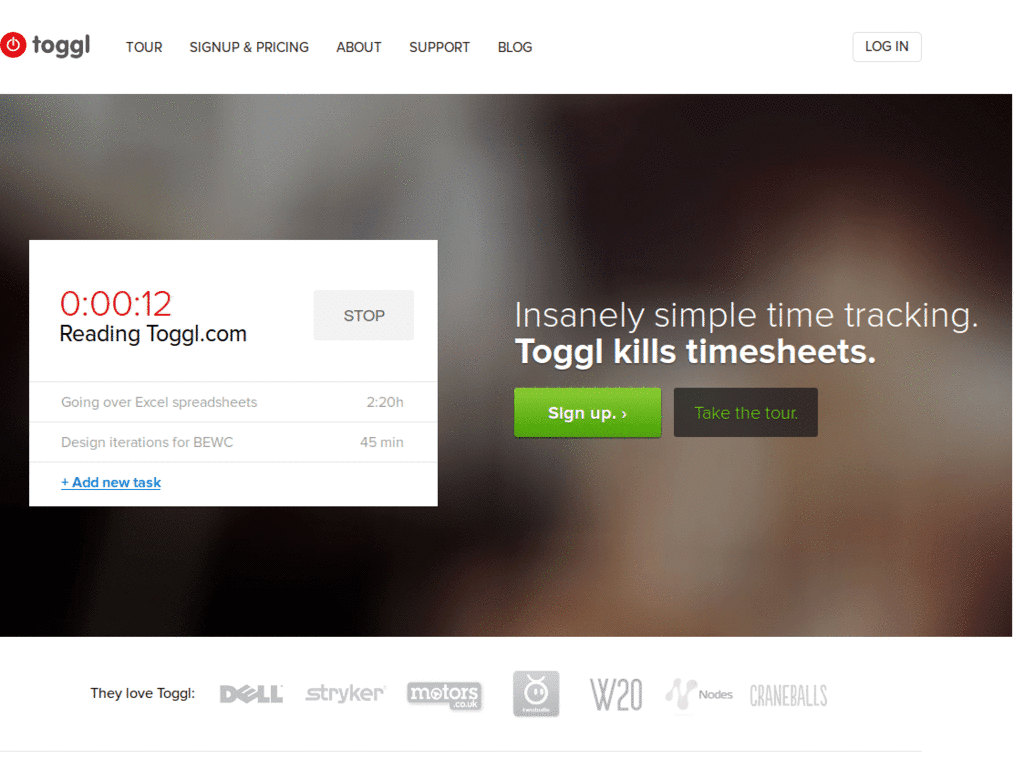 toggl TOUR SIGNUP & PRICING ABOUT SUPPORT BLOG LOG IN
0:00:12
Reading Toggl.com
STOP
Going over Excel spreadsheets 2:20h
Design iterations for BEWC 45 min
+ Add new task
Insanely simple time tracking.
Toggl kills timesheets.
Sign up. › Take the tour.
They love Toggl: DELL stryker motors .co.uk W20 Nodes CRANEBALLS